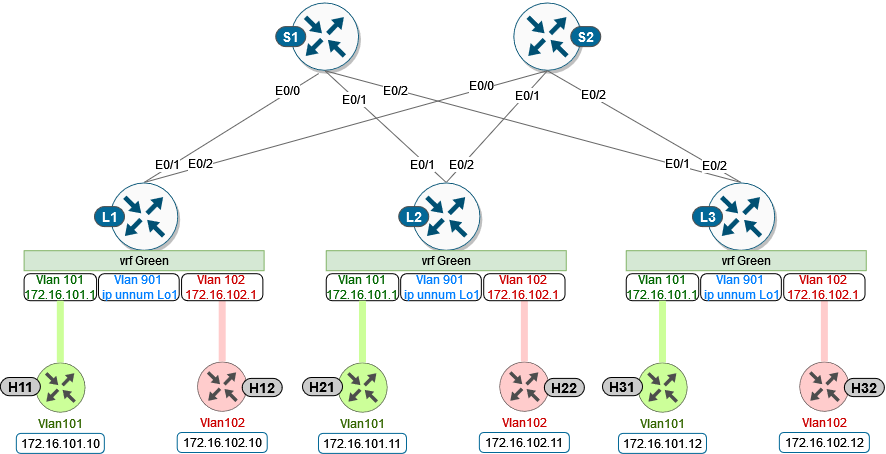 S1
S2
E0/0
E0/1
E0/2
E0/0
E0/1
E0/2
E0/1
E0/2
E0/1
E0/2
E0/1
E0/2
L1
L2
L3
vrf Green
vrf Green
vrf Green
Vlan 101
172.16.101.1
Vlan 901
ip unnum Lo1
Vlan 102
172.16.102.1
Vlan 101
172.16.101.1
Vlan 901
ip unnum Lo1
Vlan 102
172.16.102.1
Vlan 101
172.16.101.1
Vlan 901
ip unnum Lo1
Vlan 102
172.16.102.1
H11
H12
H21
H22
H31
H32
Vlan101
Vlan102
Vlan101
Vlan102
Vlan101
Vlan102
172.16.101.10
172.16.102.10
172.16.101.11
172.16.102.11
172.16.101.12
172.16.102.12